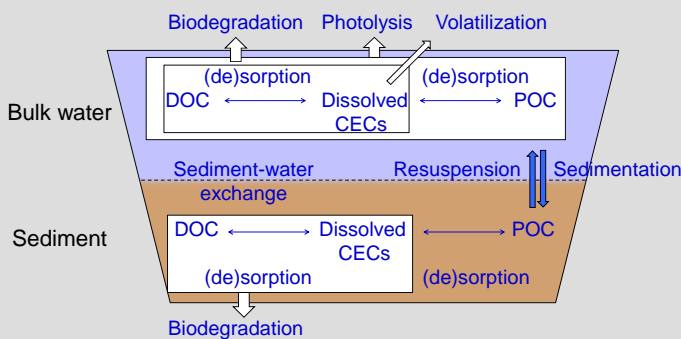 Biodegradation Photolysis Volatilization
(de)sorption (de)sorption
Bulk water
DOC Dissolved POC
CECs
Sediment-water Resuspension Sedimentation
exchange
Sediment
DOC Dissolved POC
CECs
(de)sorption (de)sorption
Biodegradation